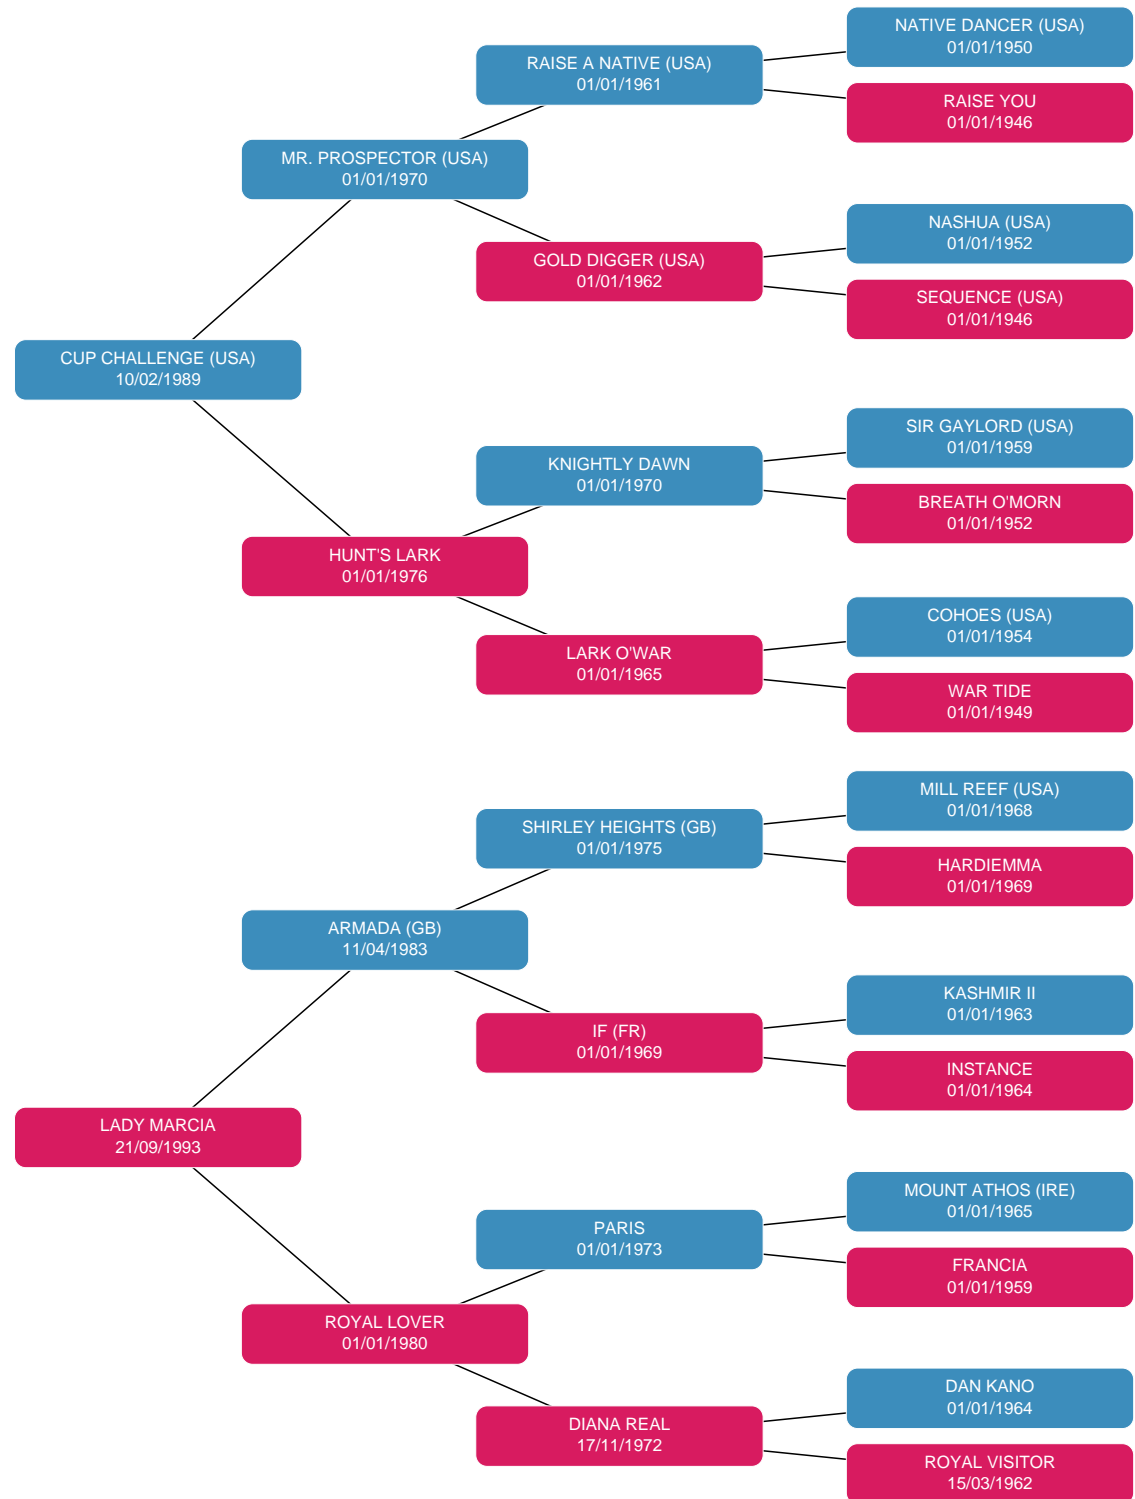 NATIVE DANCER (USA)
01/01/1950
RAISE A NATIVE (USA)
01/01/1961
RAISE YOU
01/01/1946
MR. PROSPECTOR (USA)
01/01/1970
NASHUA (USA)
01/01/1952
GOLD DIGGER (USA)
01/01/1962
SEQUENCE (USA)
01/01/1946
CUP CHALLENGE (USA)
10/02/1989
SIR GAYLORD (USA)
01/01/1959
KNIGHTLY DAWN
01/01/1970
BREATH O'MORN
01/01/1952
HUNT'S LARK
01/01/1976
COHOES (USA)
01/01/1954
LARK O'WAR
01/01/1965
WAR TIDE
01/01/1949
MILL REEF (USA)
01/01/1968
SHIRLEY HEIGHTS (GB)
01/01/1975
HARDIEMMA
01/01/1969
ARMADA (GB)
11/04/1983
KASHMIR II
01/01/1963
IF (FR)
01/01/1969
INSTANCE
01/01/1964
LADY MARCIA
21/09/1993
MOUNT ATHOS (IRE)
01/01/1965
PARIS
01/01/1973
FRANCIA
01/01/1959
ROYAL LOVER
01/01/1980
DAN KANO
01/01/1964
DIANA REAL
17/11/1972
ROYAL VISITOR
15/03/1962